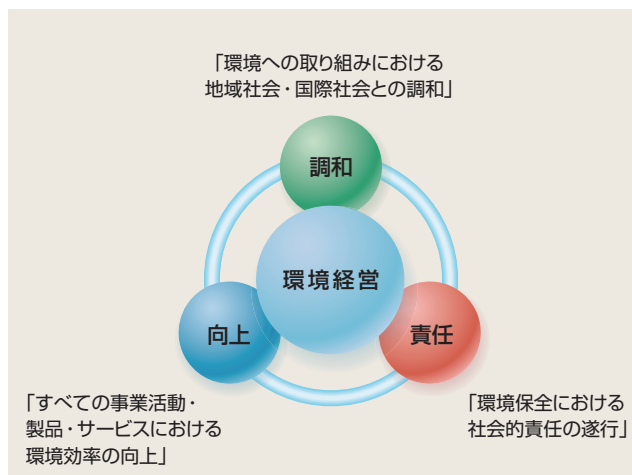 「環境への取り組みにおける
地域社会・国際社会との調和」
調和
環境経営
向上
責任
「すべての事業活動・
製品・サービスにおける
環境効率の向上」
「環境保全における
社会的責任の遂行」